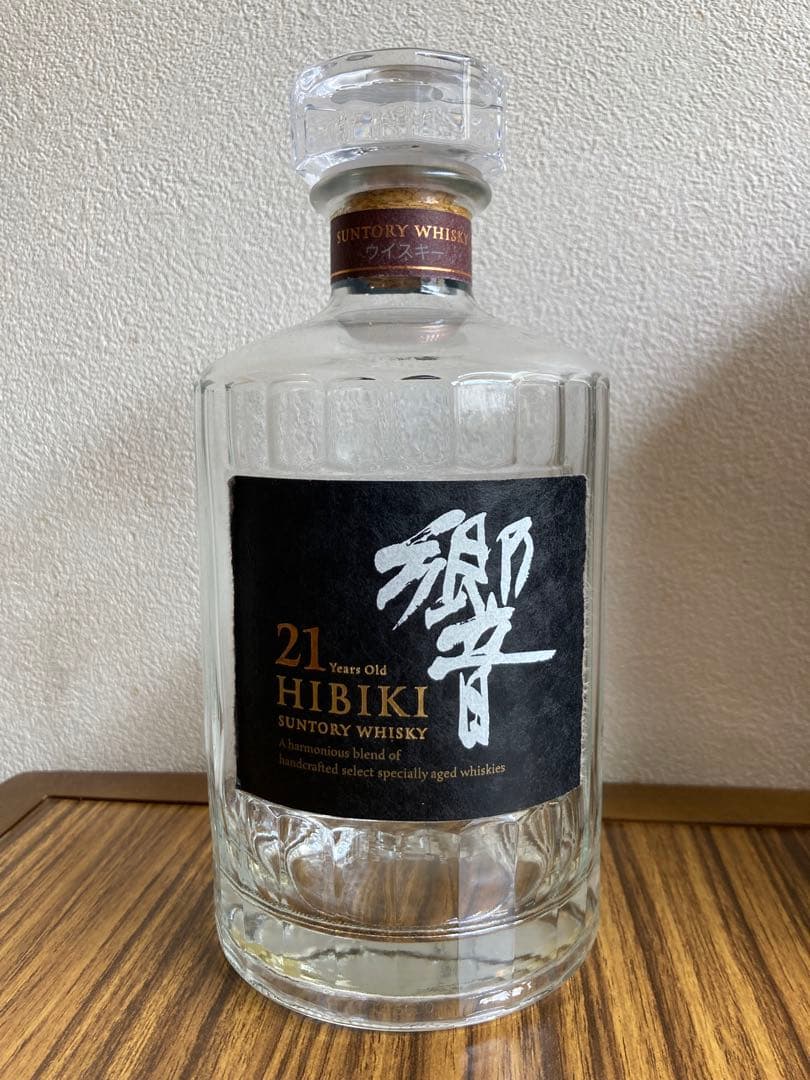 SUNTORY WHISKY
ウイスキー
響
21 Years Old
HIBIKI
SUNTORY WHISKY
A harmonious blend of
handcrafted select specially aged whiskies